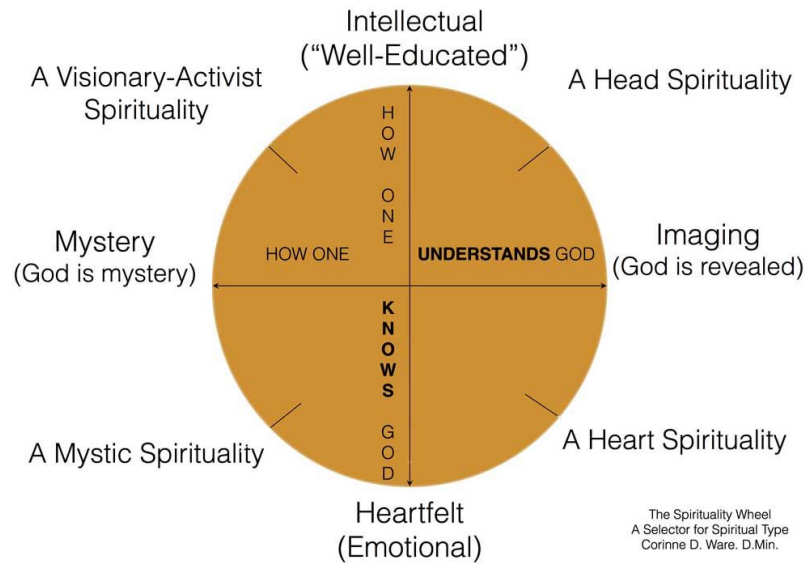 Intellectual
(“Well-Educated”)
A Visionary-Activist
Spirituality
A Head Spirituality
HOW ONE
KNOWS GOD
Mystery
(God is mystery)
HOW ONE UNDERSTANDS GOD
Imaging
(God is revealed)
A Mystic Spirituality
A Heart Spirituality
Heartfelt
(Emotional)
The Spirituality Wheel
A Selector for Spiritual Type
Corinne D. Ware. D.Min.